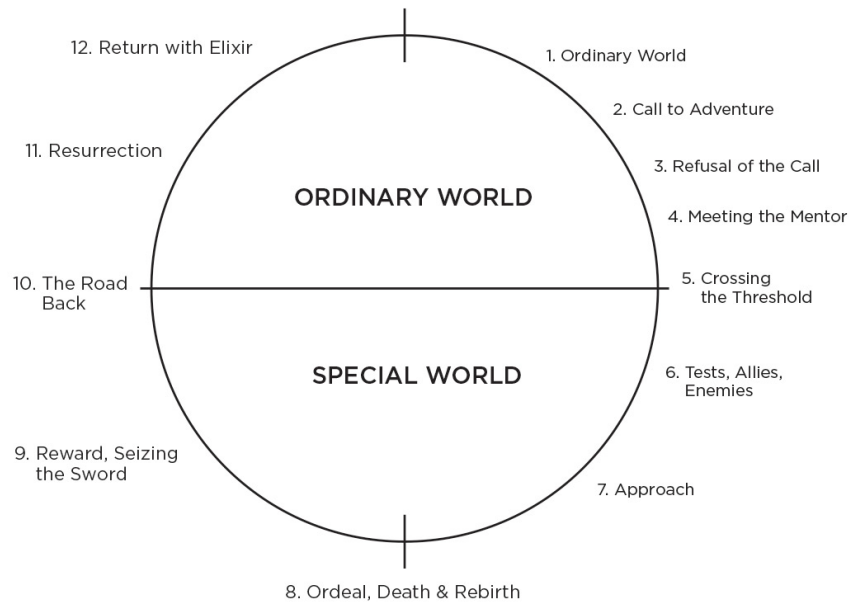 12. Return with Elixir
1. Ordinary World
2. Call to Adventure
11. Resurrection
3. Refusal of the Call
ORDINARY WORLD
4. Meeting the Mentor
10. The Road
Back
5. Crossing
the Threshold
SPECIAL WORLD
6. Tests, Allies,
Enemies
9. Reward, Seizing
the Sword
7. Approach
8. Ordeal, Death & Rebirth